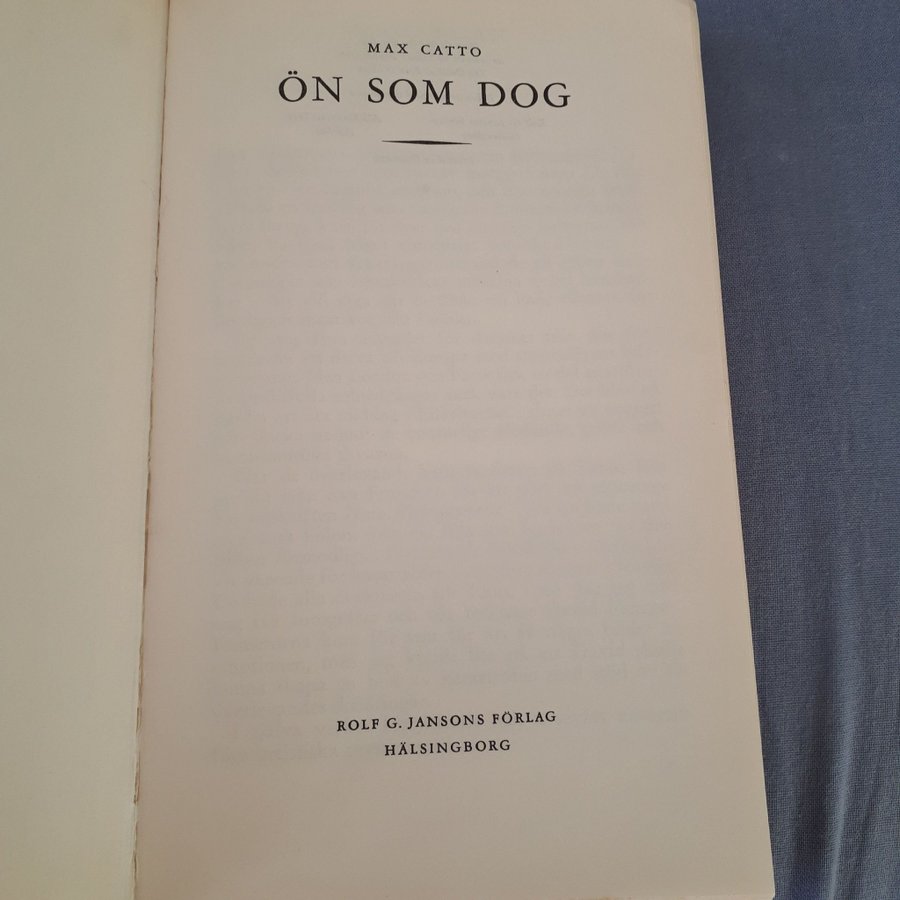 MAX CATTO
ÖN SOM DOG
ROLF G. JANSONS FÖRLAG
HÄLSINGBORG